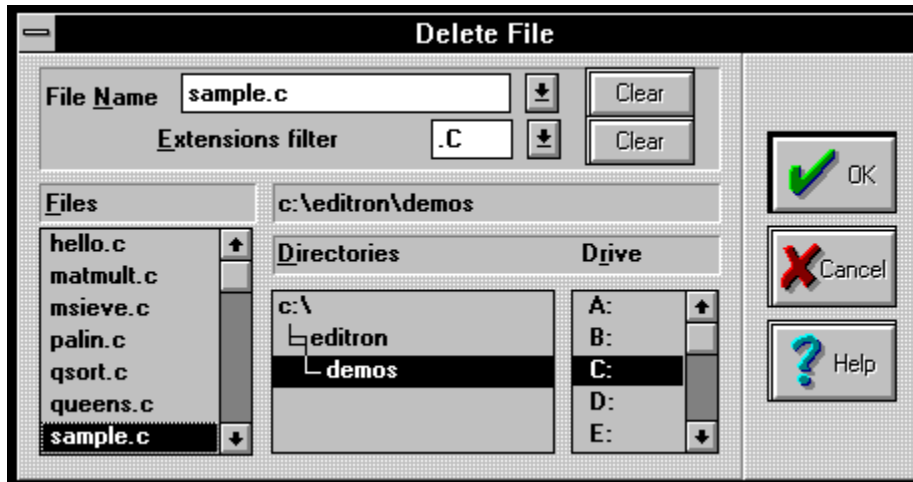 Delete File
File Name sample.c Clear
Extensions filter .C Clear
Files
c:\editron\demos
hello.c
matmult.c
msieve.c
palin.c
qsort.c
queens.c
sample.c
Directories
Drive
c:\
editron
demos
A:
B:
C:
D:
E:
OK
Cancel
Help